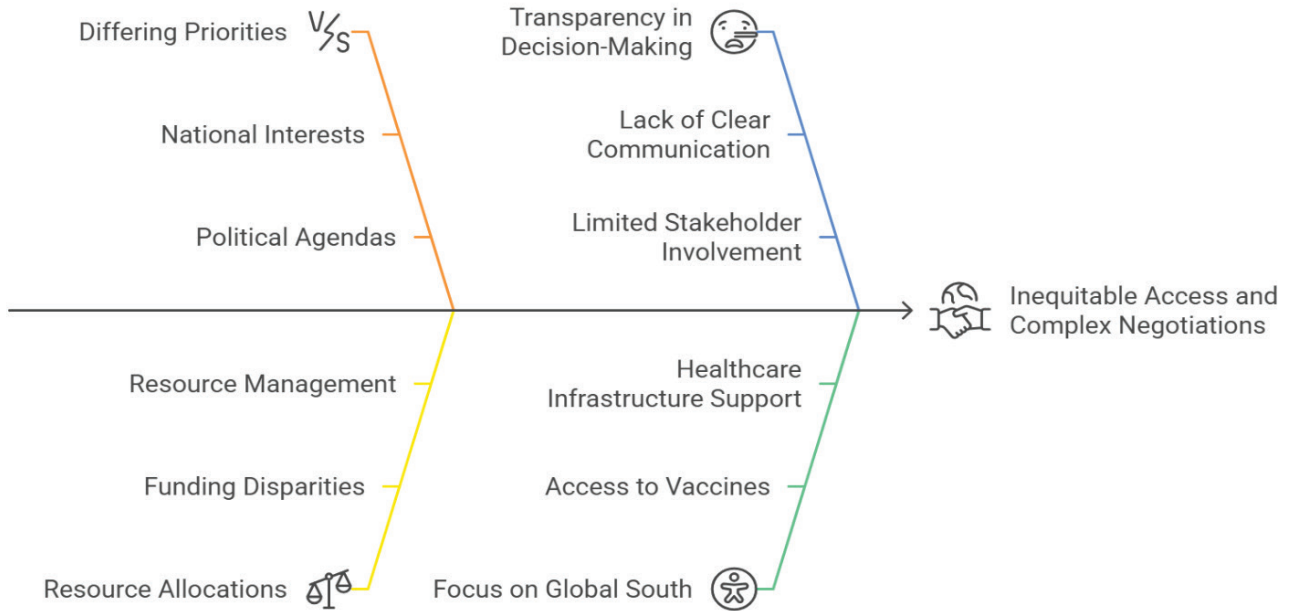 Differing Priorities
V/S
National Interests
Political Agendas
Transparency in
Decision-Making
Lack of Clear
Communication
Limited Stakeholder
Involvement
Inequitable Access and
Complex Negotiations
Resource Management
Funding Disparities
Resource Allocations
Healthcare
Infrastructure Support
Access to Vaccines
Focus on Global South